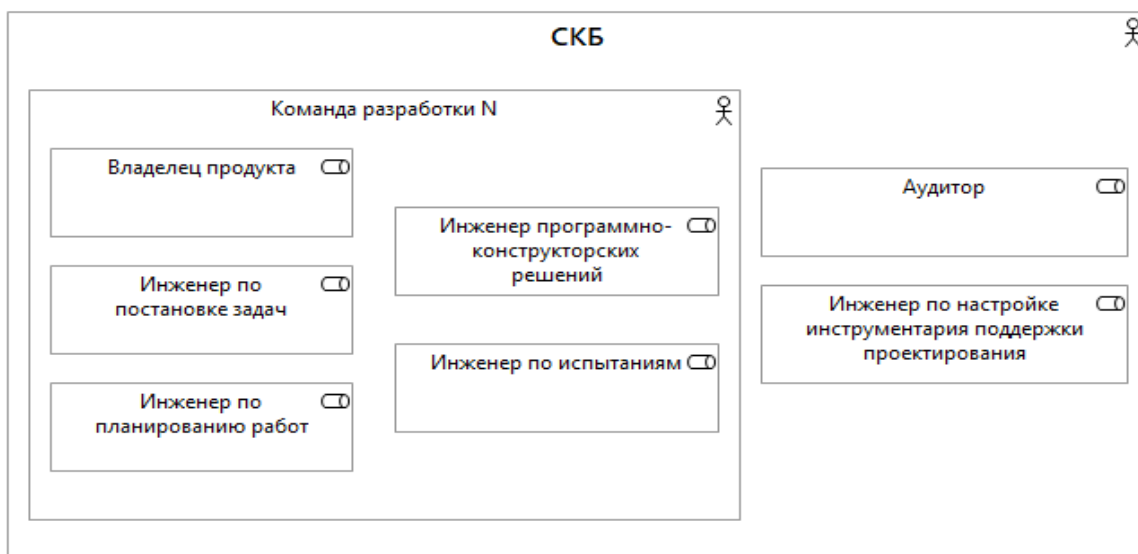 СКБ
Команда разработки N
Владелец продукта
Инженер по
постановке задач
Инженер по
планированию работ
Инженер программно-
конструкторских
решений
Инженер по испытаниям
Аудитор
Инженер по настройке
инструментария поддержки
проектирования